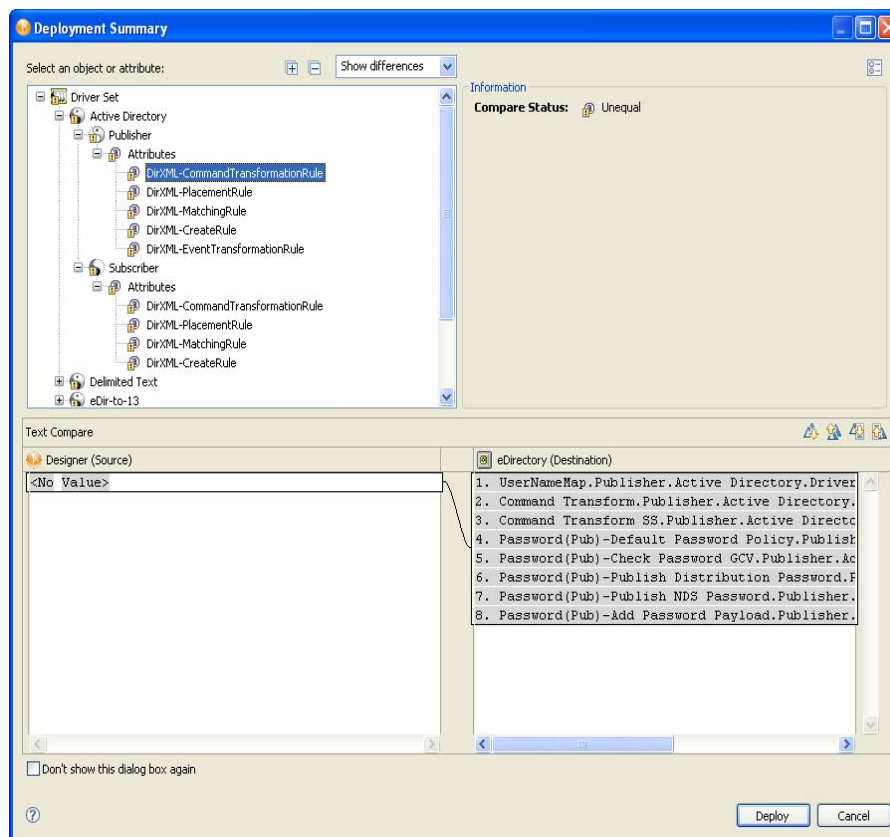 Deployment Summary
Select an object or attribute:
Show differences
Driver Set
Active Directory
Publisher
Attributes
DirXML-CommandTransformationRule
DirXML-PlacementRule
DirXML-MatchingRule
DirXML-CreateRule
DirXML-EventTransformationRule
Subscriber
Attributes
DirXML-CommandTransformationRule
DirXML-PlacementRule
DirXML-MatchingRule
DirXML-CreateRule
Delimited Text
eDir-to-13
Information
Compare Status: Unequal
Text Compare
Designer (Source)
<No Value>
eDirectory (Destination)
1. UserNameMap.Publisher.Active Directory.Driver
2. Command Transform.Publisher.Active Directory.
3. Command Transform SS.Publisher.Active Directo
4. Password(Pub)-Default Password Policy.Publish
5. Password(Pub)-Check Password GCV.Publisher.Ac
6. Password(Pub)-Publish Distribution Password.P
7. Password(Pub)-Publish NDS Password.Publisher.
8. Password(Pub)-Add Password Payload.Publisher.
Don't show this dialog box again
?
Deploy
Cancel